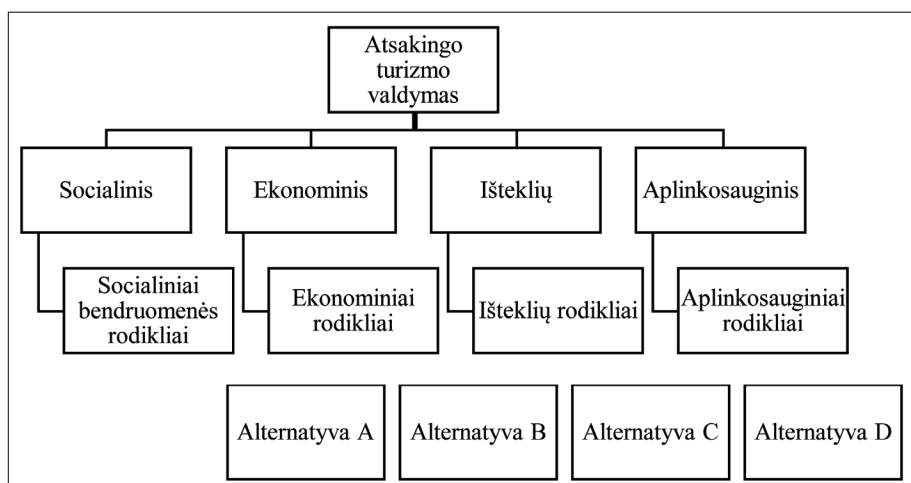 Atsakingo
turizmo
valdymas
Socialinis
Ekonominis
Išteklių
Aplinkosauginis
Socialiniai
bendruomenės
rodikliai
Ekonominiai
rodikliai
Išteklių rodikliai
Aplinkosauginiai
rodikliai
Alternatyva A
Alternatyva B
Alternatyva C
Alternatyva D